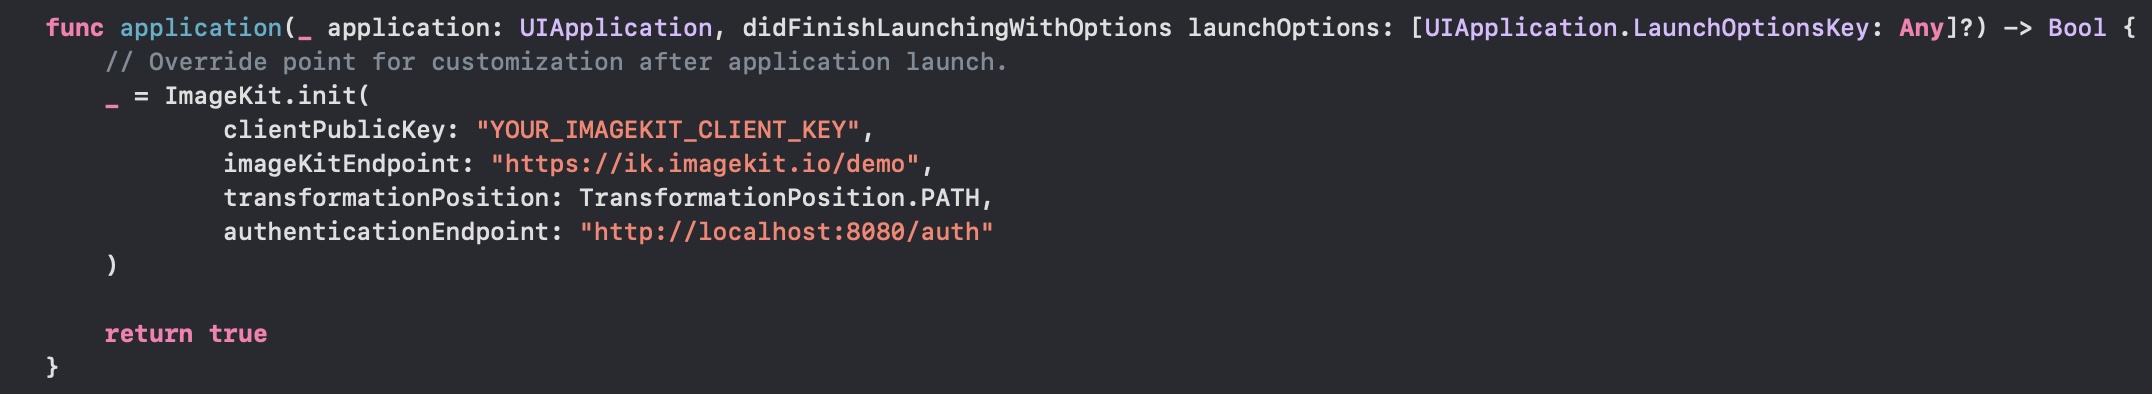 func application(_ application: UIApplication, didFinishLaunchingWithOptions launchOptions: [UIApplication.LaunchOptionsKey: Any]?) -> Bool {
    // Override point for customization after application launch.
    _ = ImageKit.init(
            clientPublicKey: "YOUR_IMAGEKIT_CLIENT_KEY",
            imageKitEndpoint: "https://ik.imagekit.io/demo",
            transformationPosition: TransformationPosition.PATH,
            authenticationEndpoint: "http://localhost:8080/auth"
    )

    return true
}